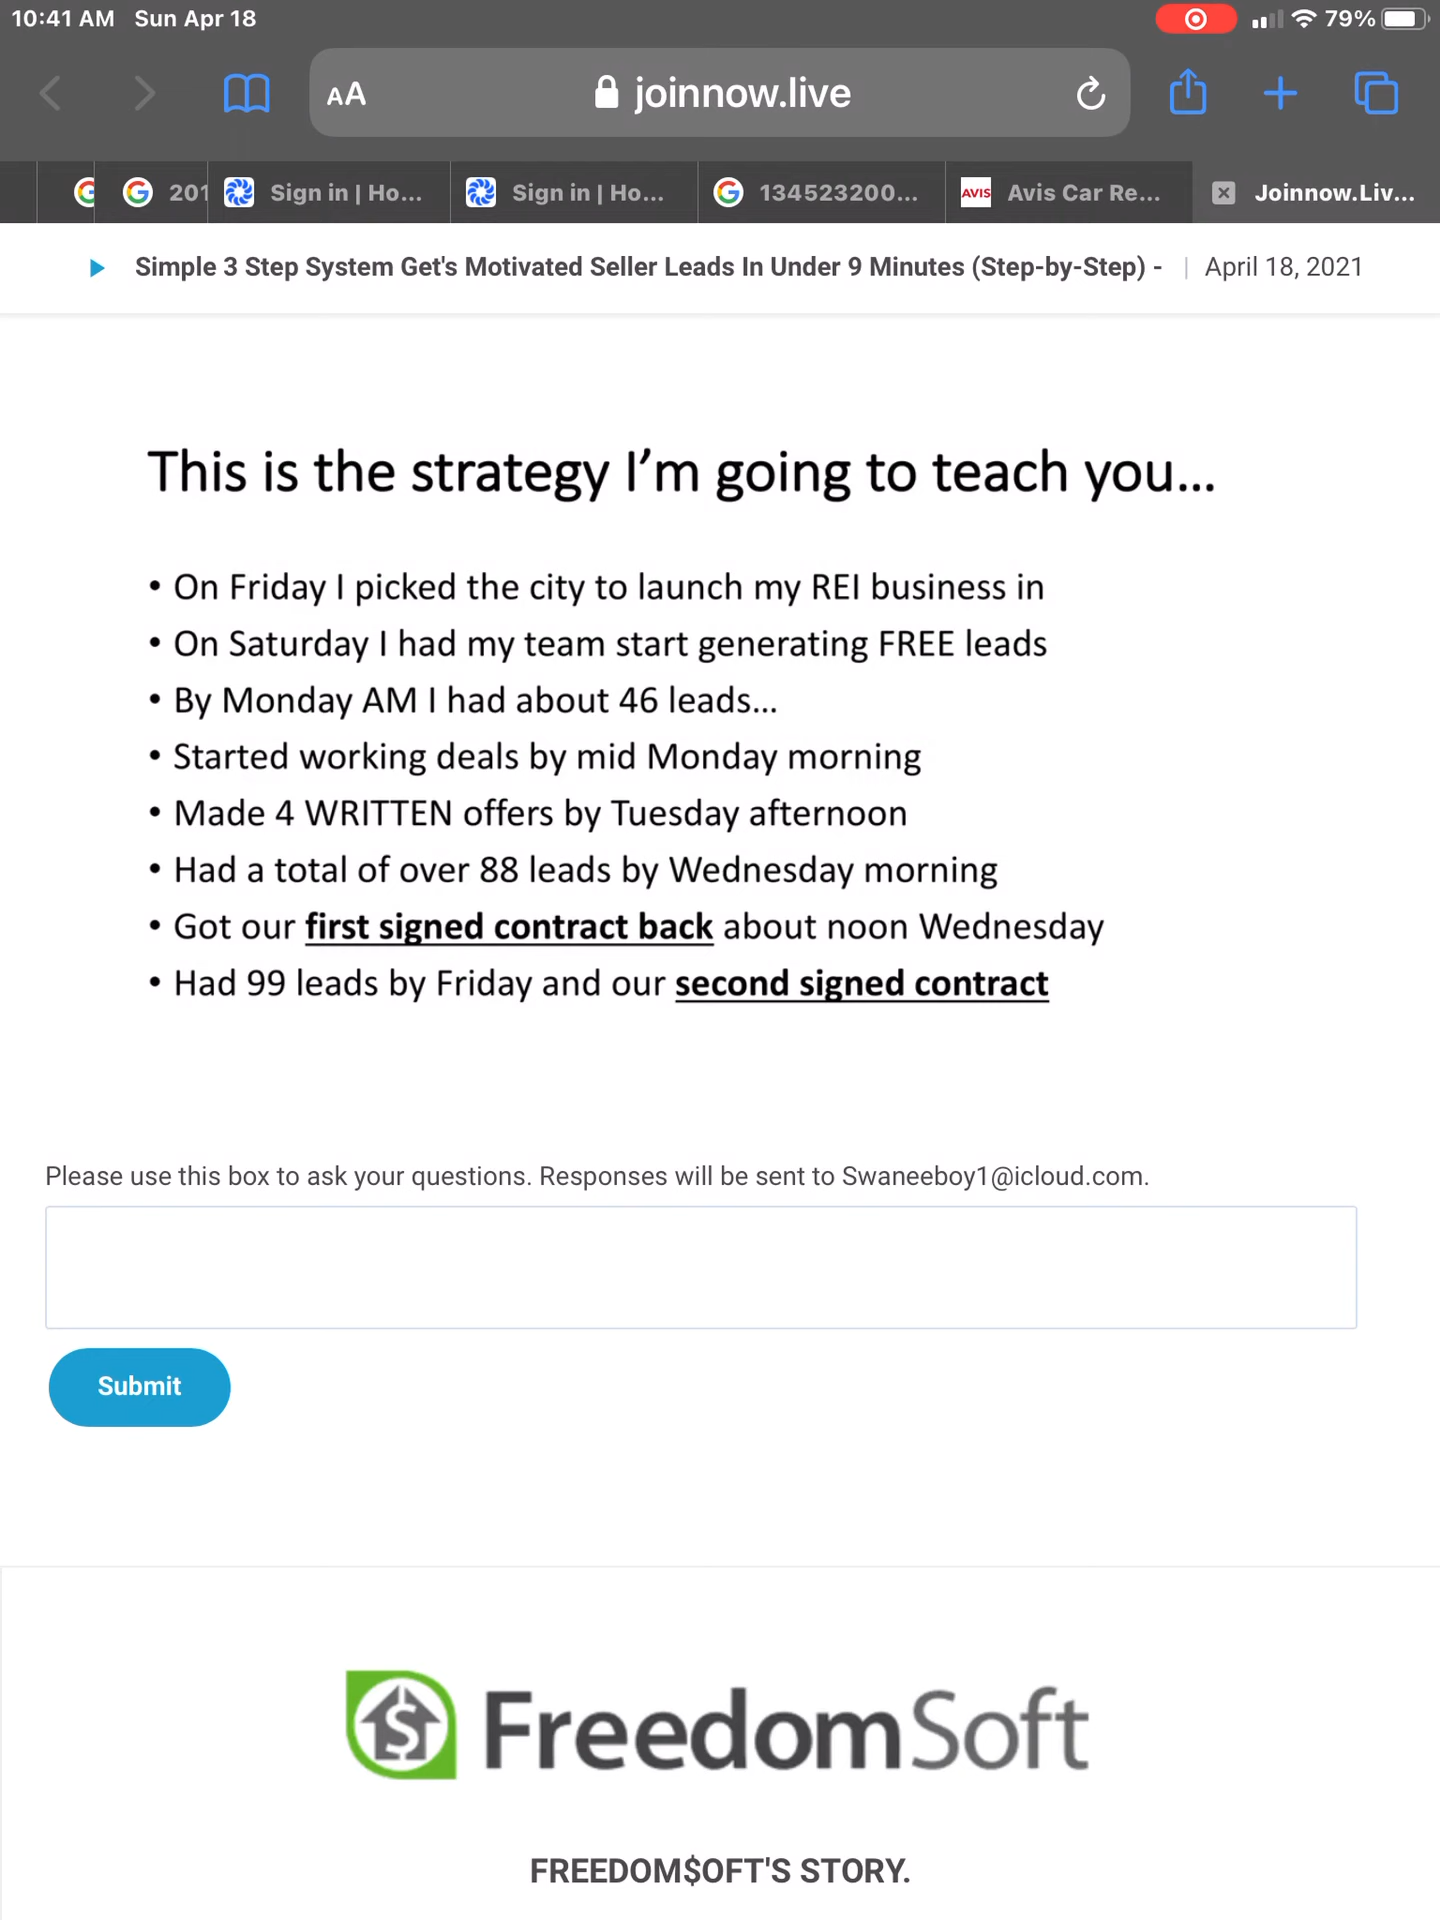 10:41 AM Sun Apr 18 79%
AA joinnow.live
201 Sign in | Ho... Sign in | Ho... 134523200... AVIS Avis Car Re... Joinnow.Liv...
Simple 3 Step System Get's Motivated Seller Leads In Under 9 Minutes (Step-by-Step) - | April 18, 2021
This is the strategy I'm going to teach you...
• On Friday I picked the city to launch my REI business in
• On Saturday I had my team start generating FREE leads
• By Monday AM I had about 46 leads...
• Started working deals by mid Monday morning
• Made 4 WRITTEN offers by Tuesday afternoon
• Had a total of over 88 leads by Wednesday morning
• Got our first signed contract back about noon Wednesday
• Had 99 leads by Friday and our second signed contract
Please use this box to ask your questions. Responses will be sent to Swaneeboy1@icloud.com.
Submit
FreedomSoft
FREEDOM$OFT'S STORY.